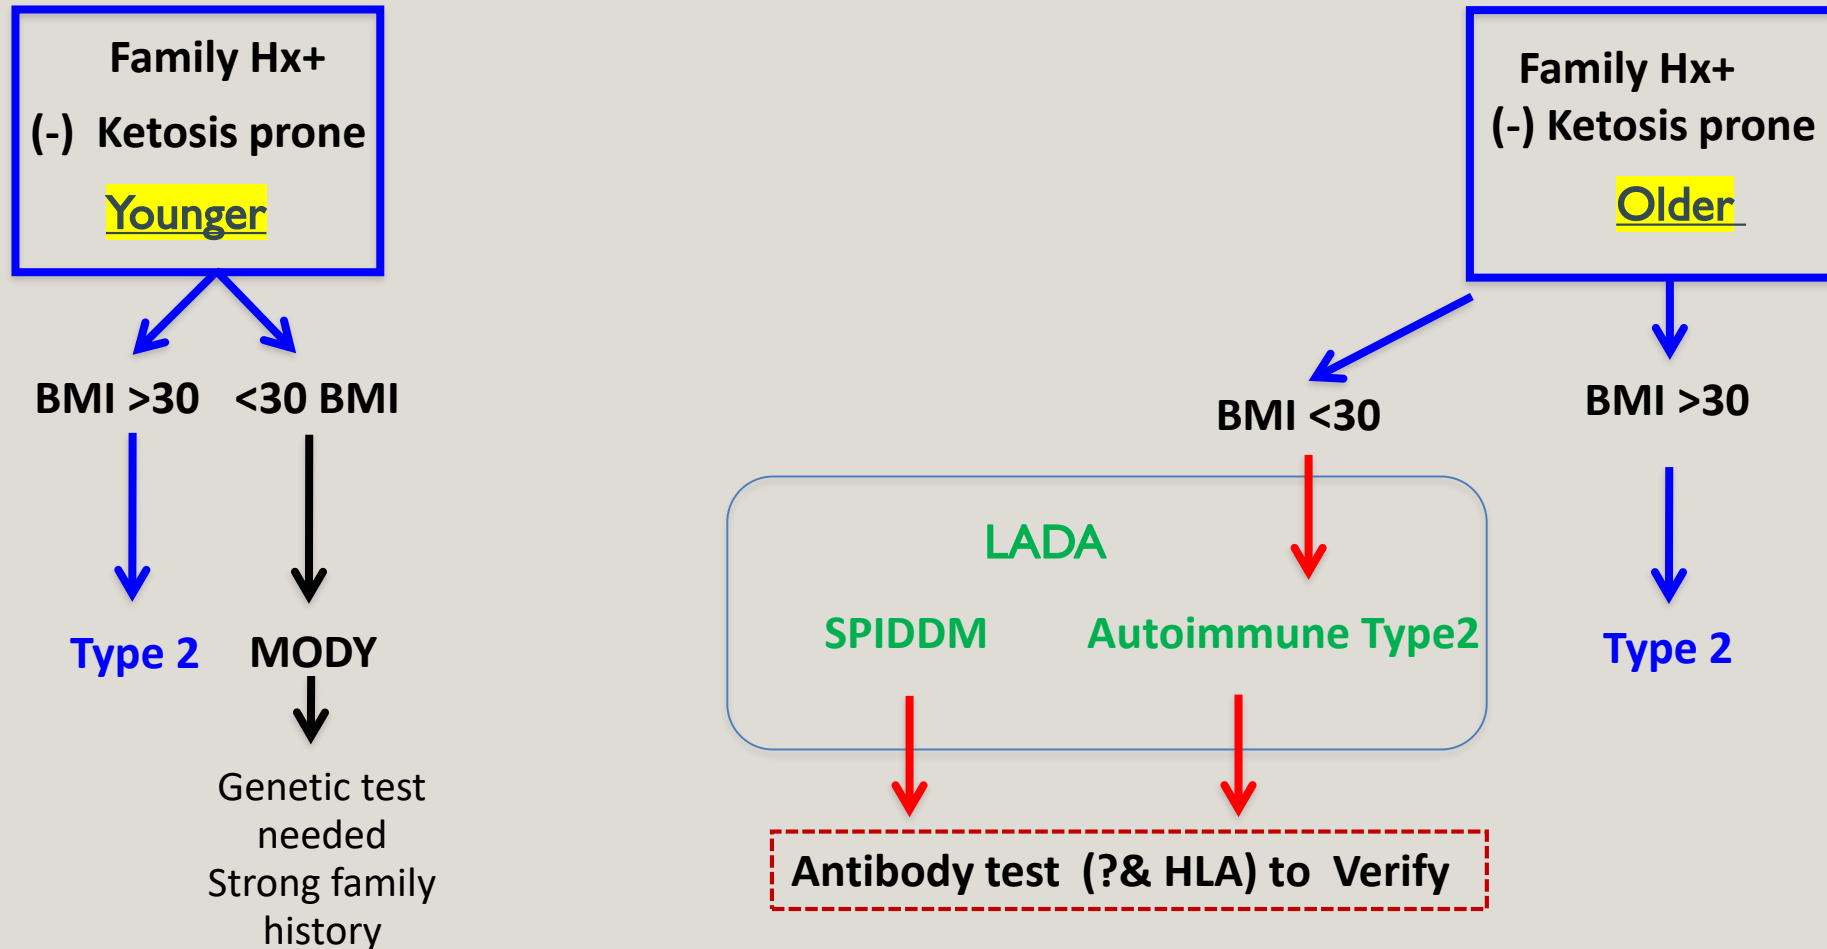 Family Hx+
(-) Ketosis prone
Younger
Family Hx+
(-) Ketosis prone
Older
BMI >30
<30 BMI
BMI <30
BMI >30
LADA
SPIDDM
Autoimmune Type2
Type 2
MODY
Type 2
Genetic test
needed
Strong family
history
Antibody test (?& HLA) to Verify